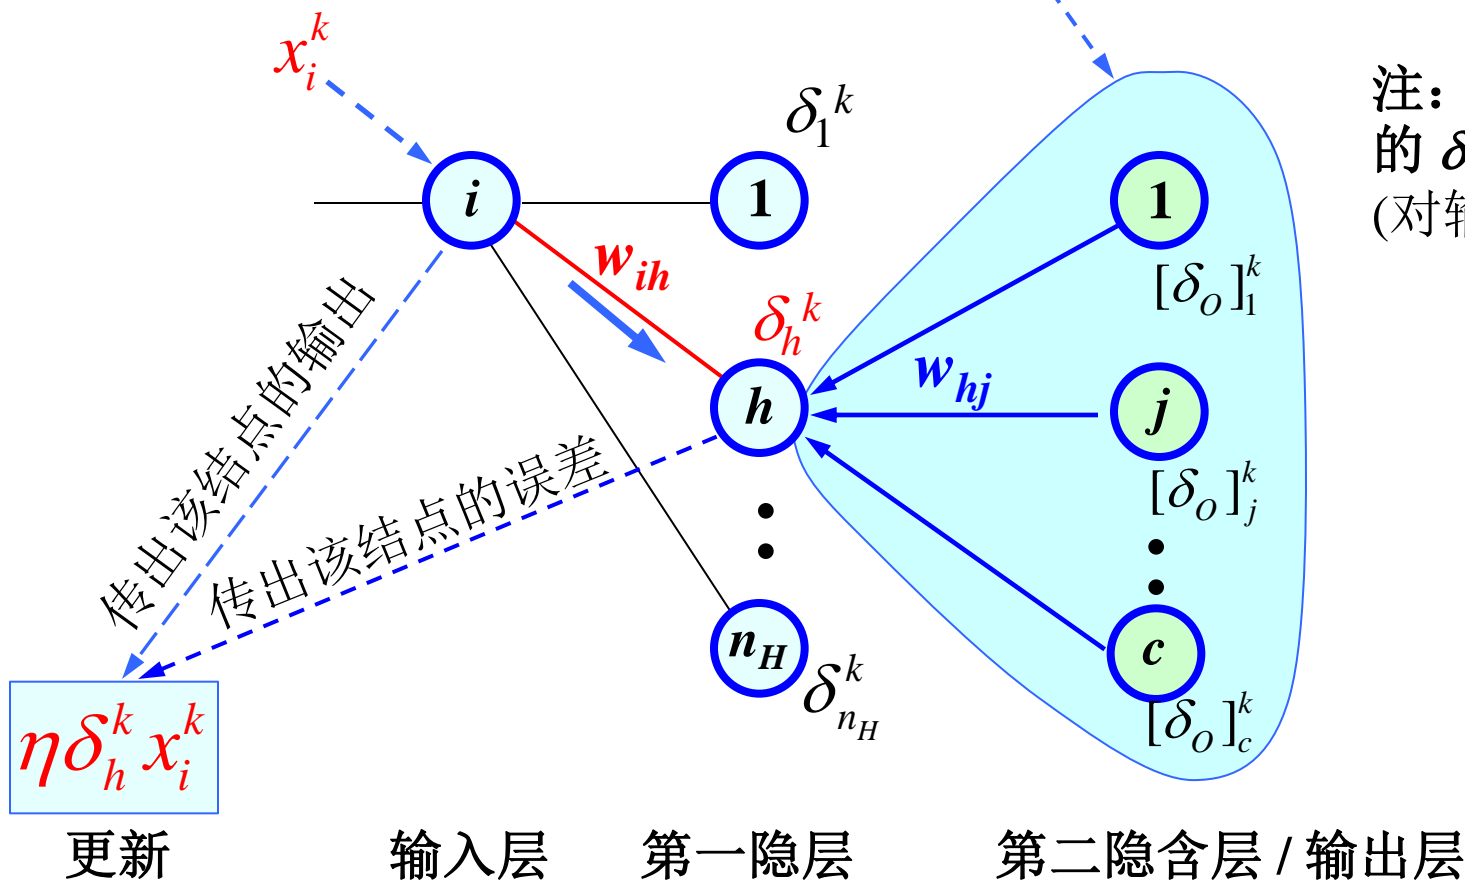 x_i^k
δ_1^k
注：
的 δ
(对
i
1
1
w_ih
[δ_O]_1^k
δ_h^k
w_hj
h
j
[δ_O]_j^k
传出该结点的输出
传出该结点的误差
n_H
δ_{n_H}^k
c
[δ_O]_c^k
ηδ_h^k x_i^k
更新
输入层
第一隐层
第二隐含层 / 输出层